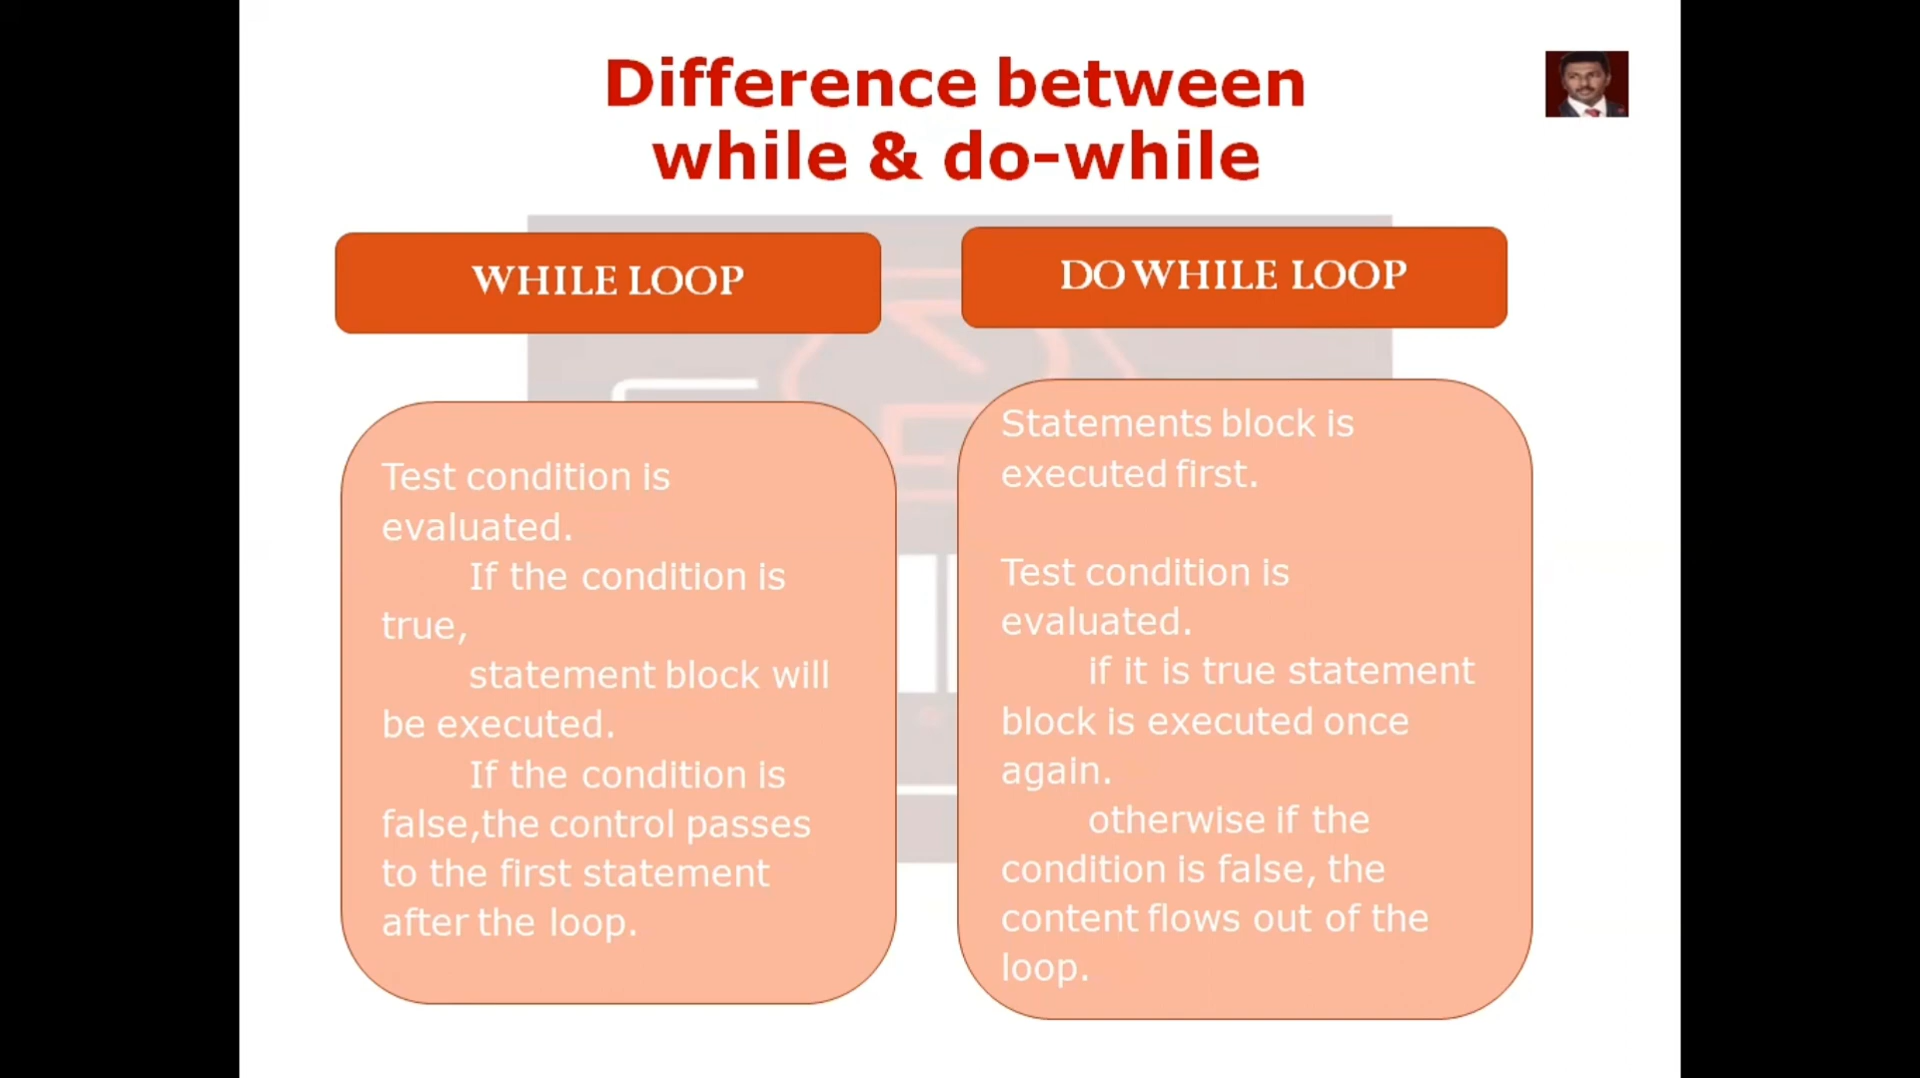 Difference between
while & do-while
WHILE LOOP
Test condition is
evaluated.
If the condition is
true,
statement block will
be executed.
If the condition is
false,the control passes
to the first statement
after the loop.
DO WHILE LOOP
Statements block is
executed first.
Test condition is
evaluated.
if it is true statement
block is executed once
again.
otherwise if the
condition is false, the
content flows out of the
loop.